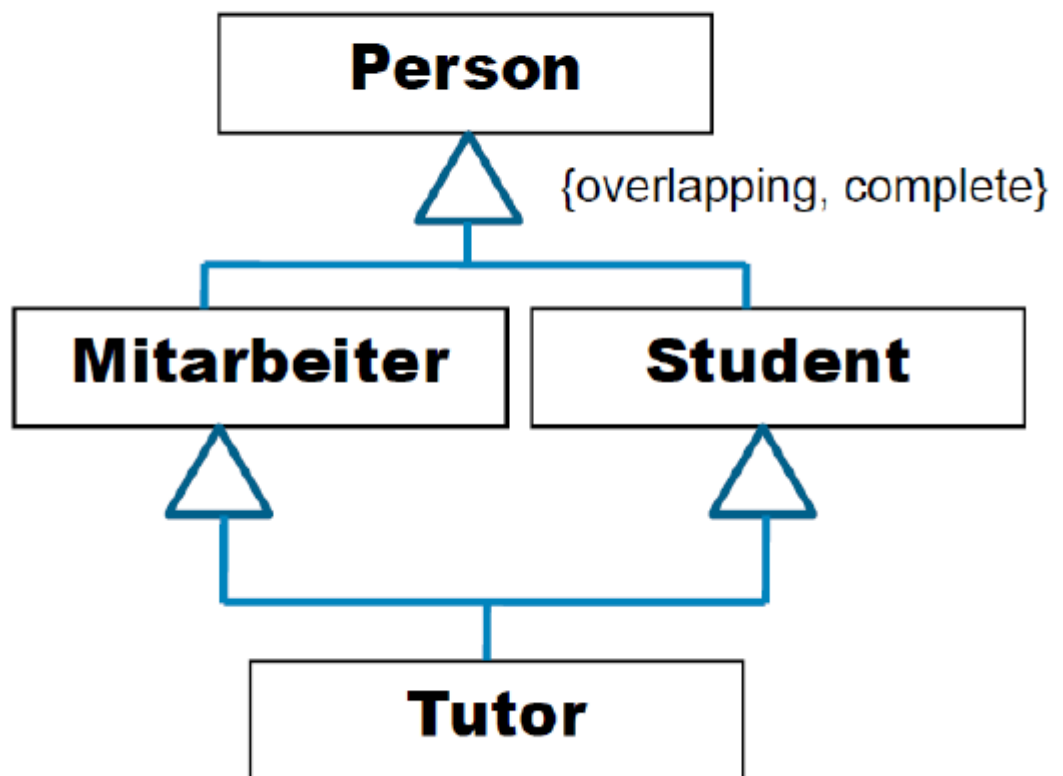 Person
{overlapping, complete}
Mitarbeiter
Student
Tutor